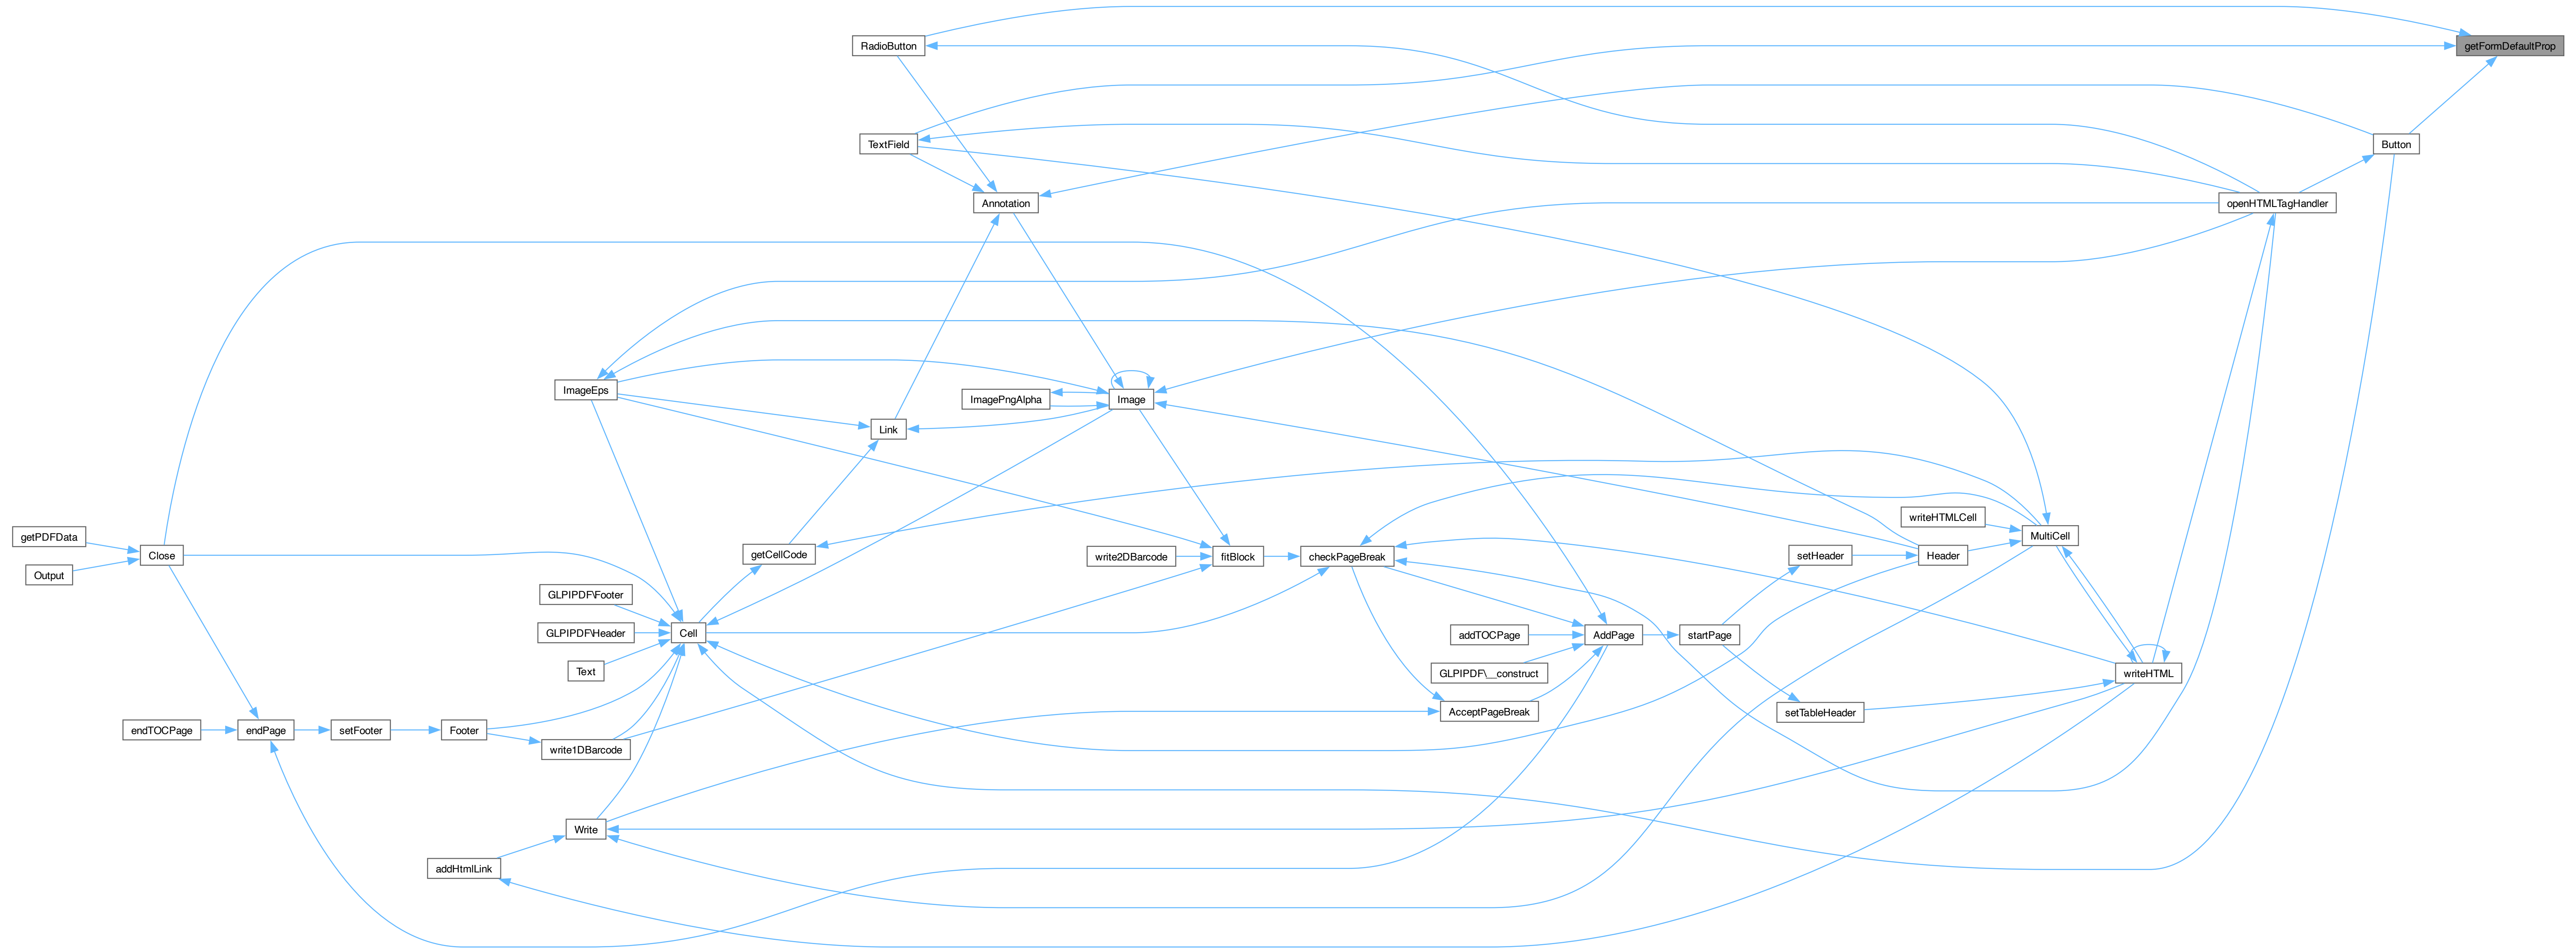 RadioButton
getFormDefaultProp
TextField
Button
Annotation
openHTMLTagHandler
ImageEps
ImagePngAlpha
Image
Link
writeHTMLCell
getPDFData
MultiCell
Close
getCellCode
write2DBarcode
fitBlock
checkPageBreak
setHeader
Header
Output
GLPIPDF\Footer
GLPIPDF\Header
Cell
addTOCPage
AddPage
startPage
Text
GLPIPDF\__construct
writeHTML
AcceptPageBreak
setTableHeader
endTOCPage
endPage
setFooter
Footer
write1DBarcode
Write
addHtmlLink